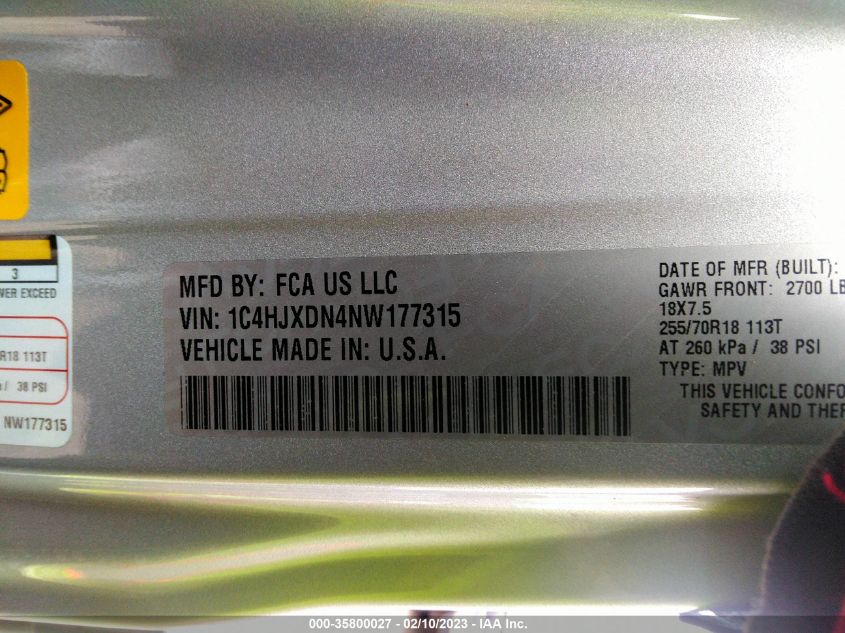 3
WER EXCEED
R18 113T
/ 38 PSI
NW177315
MFD BY: FCA US LLC
VIN: 1C4HJXDN4NW177315
VEHICLE MADE IN: U.S.A.
DATE OF MFR (BUILT):
GAWR FRONT: 2700 LB
18X7.5
255/70R18 113T
AT 260 kPa / 38 PSI
TYPE: MPV
THIS VEHICLE CONFO
SAFETY AND THEF
000-35800027 - 02/10/2023 - IAA Inc.